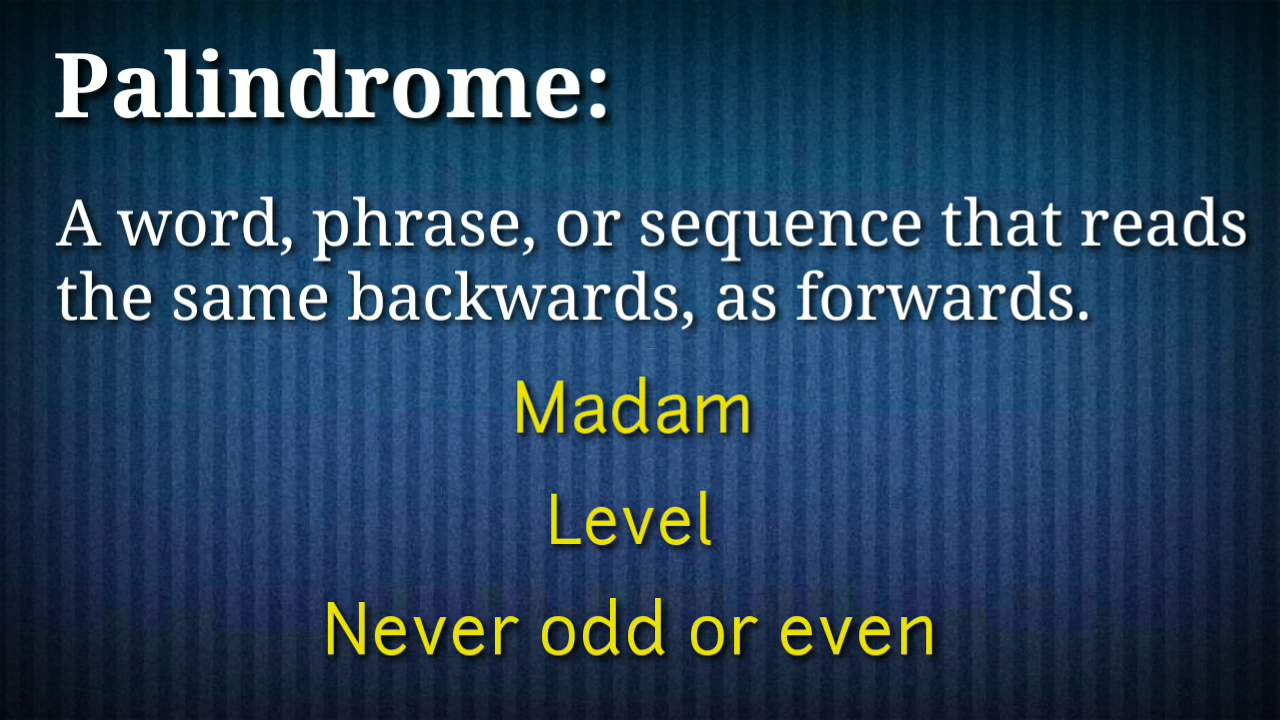 Palindrome:
A word, phrase, or sequence that reads
the same backwards, as forwards.
Madam
Level
Never odd or even